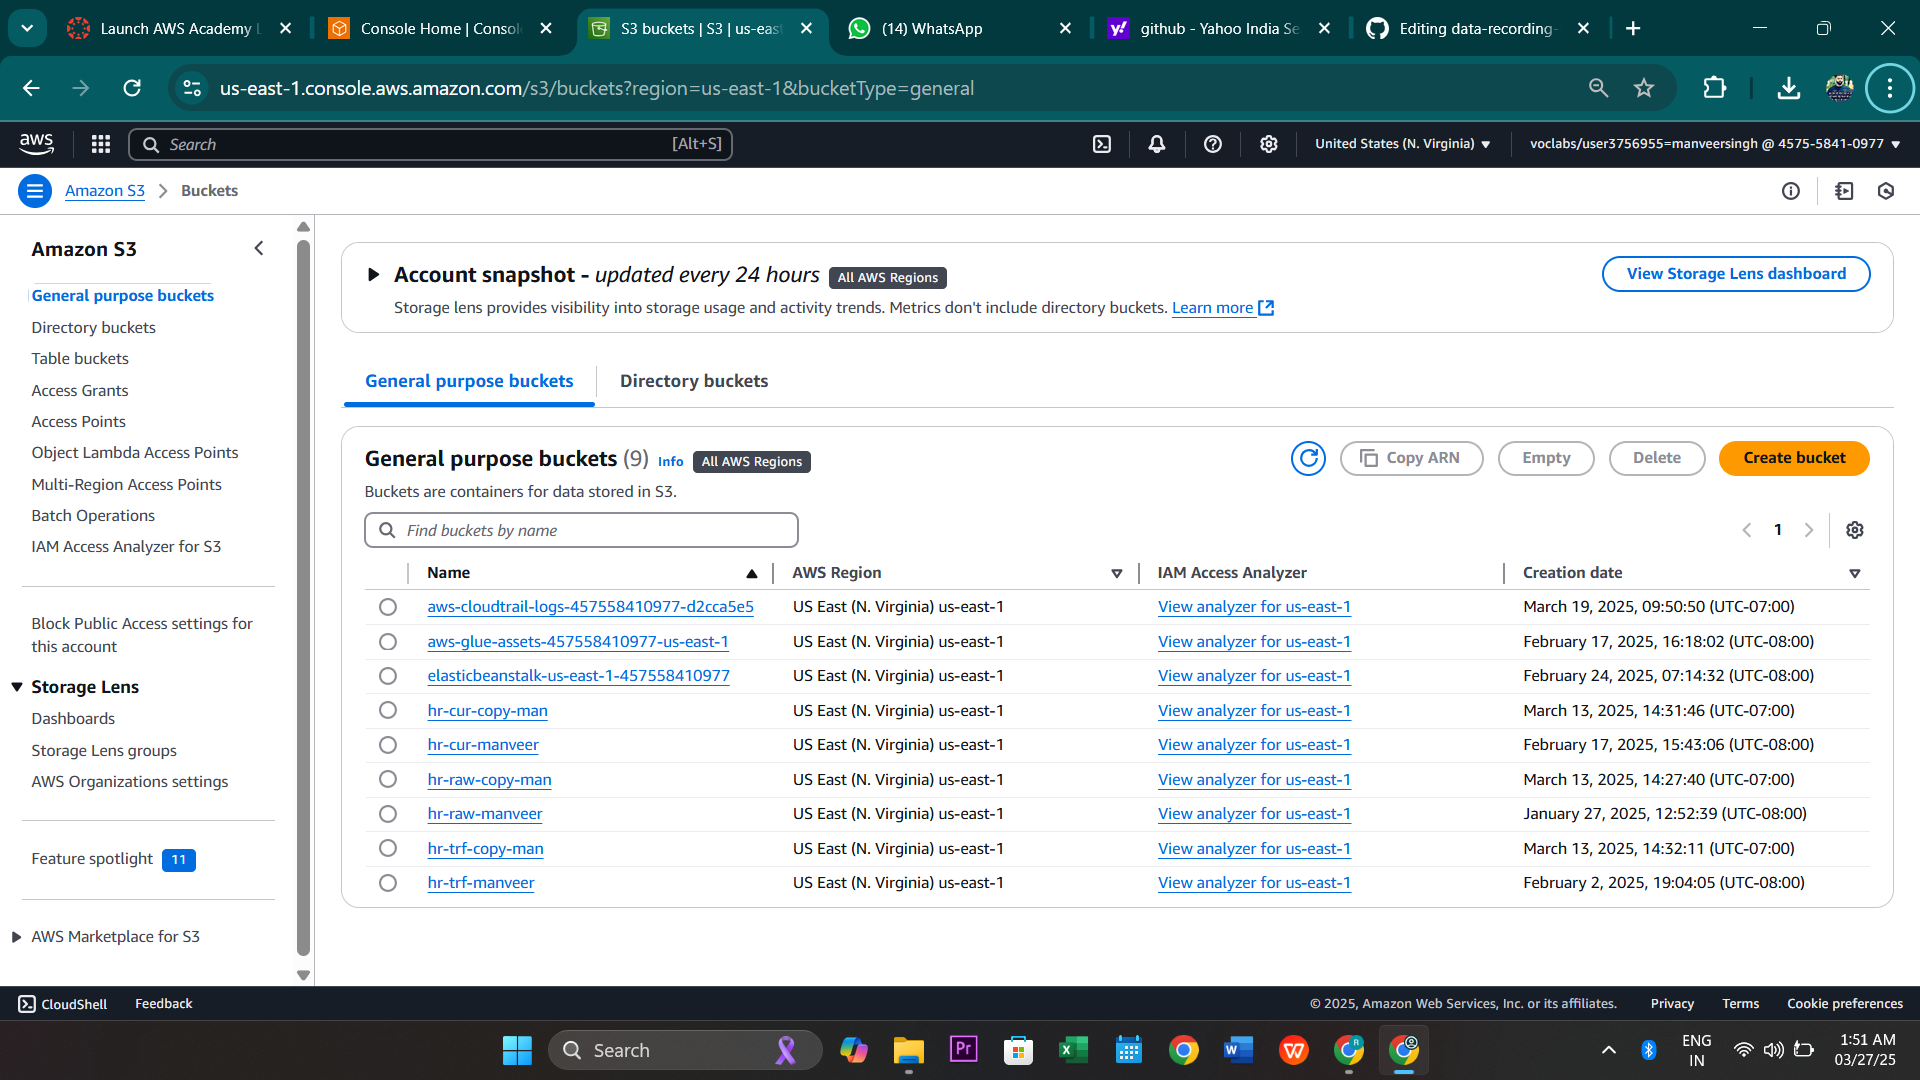 Launch AWS Academy L
Console Home | Consol
S3 buckets | S3 | us-east
(14) WhatsApp
github - Yahoo India Se
Editing data-recording-
us-east-1.console.aws.amazon.com/s3/buckets?region=us-east-1&bucketType=general
aws
Search
[Alt+S]
United States (N. Virginia)
voclabs/user3756955=manveersingh @ 4575-5841-0977
Amazon S3
Buckets
Amazon S3
General purpose buckets
Directory buckets
Table buckets
Access Grants
Access Points
Object Lambda Access Points
Multi-Region Access Points
Batch Operations
IAM Access Analyzer for S3
Block Public Access settings for
this account
Storage Lens
Dashboards
Storage Lens groups
AWS Organizations settings
Feature spotlight 11
AWS Marketplace for S3
Account snapshot - updated every 24 hours All AWS Regions
Storage lens provides visibility into storage usage and activity trends. Metrics don't include directory buckets. Learn more
View Storage Lens dashboard
General purpose buckets
Directory buckets
General purpose buckets (9) Info All AWS Regions
Buckets are containers for data stored in S3.
Copy ARN
Empty
Delete
Create bucket
Find buckets by name
1
Name AWS Region IAM Access Analyzer Creation date
aws-cloudtrail-logs-457558410977-d2cca5e5 US East (N. Virginia) us-east-1 View analyzer for us-east-1 March 19, 2025, 09:50:50 (UTC-07:00)
aws-glue-assets-457558410977-us-east-1 US East (N. Virginia) us-east-1 View analyzer for us-east-1 February 17, 2025, 16:18:02 (UTC-08:00)
elasticbeanstalk-us-east-1-457558410977 US East (N. Virginia) us-east-1 View analyzer for us-east-1 February 24, 2025, 07:14:32 (UTC-08:00)
hr-cur-copy-man US East (N. Virginia) us-east-1 View analyzer for us-east-1 March 13, 2025, 14:31:46 (UTC-07:00)
hr-cur-manveer US East (N. Virginia) us-east-1 View analyzer for us-east-1 February 17, 2025, 15:43:06 (UTC-08:00)
hr-raw-copy-man US East (N. Virginia) us-east-1 View analyzer for us-east-1 March 13, 2025, 14:27:40 (UTC-07:00)
hr-raw-manveer US East (N. Virginia) us-east-1 View analyzer for us-east-1 January 27, 2025, 12:52:39 (UTC-08:00)
hr-trf-copy-man US East (N. Virginia) us-east-1 View analyzer for us-east-1 March 13, 2025, 14:32:11 (UTC-07:00)
hr-trf-manveer US East (N. Virginia) us-east-1 View analyzer for us-east-1 February 2, 2025, 19:04:05 (UTC-08:00)
CloudShell
Feedback
© 2025, Amazon Web Services, Inc. or its affiliates.
Privacy
Terms
Cookie preferences
Search
Pr
ENG
IN
1:51 AM
03/27/25